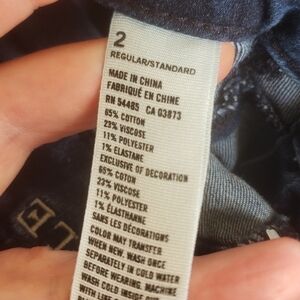 2
REGULAR/STANDARD
MADE IN CHINA
FABRIQUÉ EN CHINE
RN 54485 CA 03873
65% COTTON
23% VISCOSE
11% POLYESTER
1% ELASTANE
EXCLUSIVE OF DECORATION
65% COTON
23% VISCOSE
11% POLYESTER
1% ÉLASTHANNE
SANS LES DÉCORATIONS
COLOR MAY TRANSFER
WHEN NEW. WASH ONCE
SEPARATELY IN COLD WATER
BEFORE WEARING. MACHINE
WASH COLD INSIDE OUT
WITH LIKE